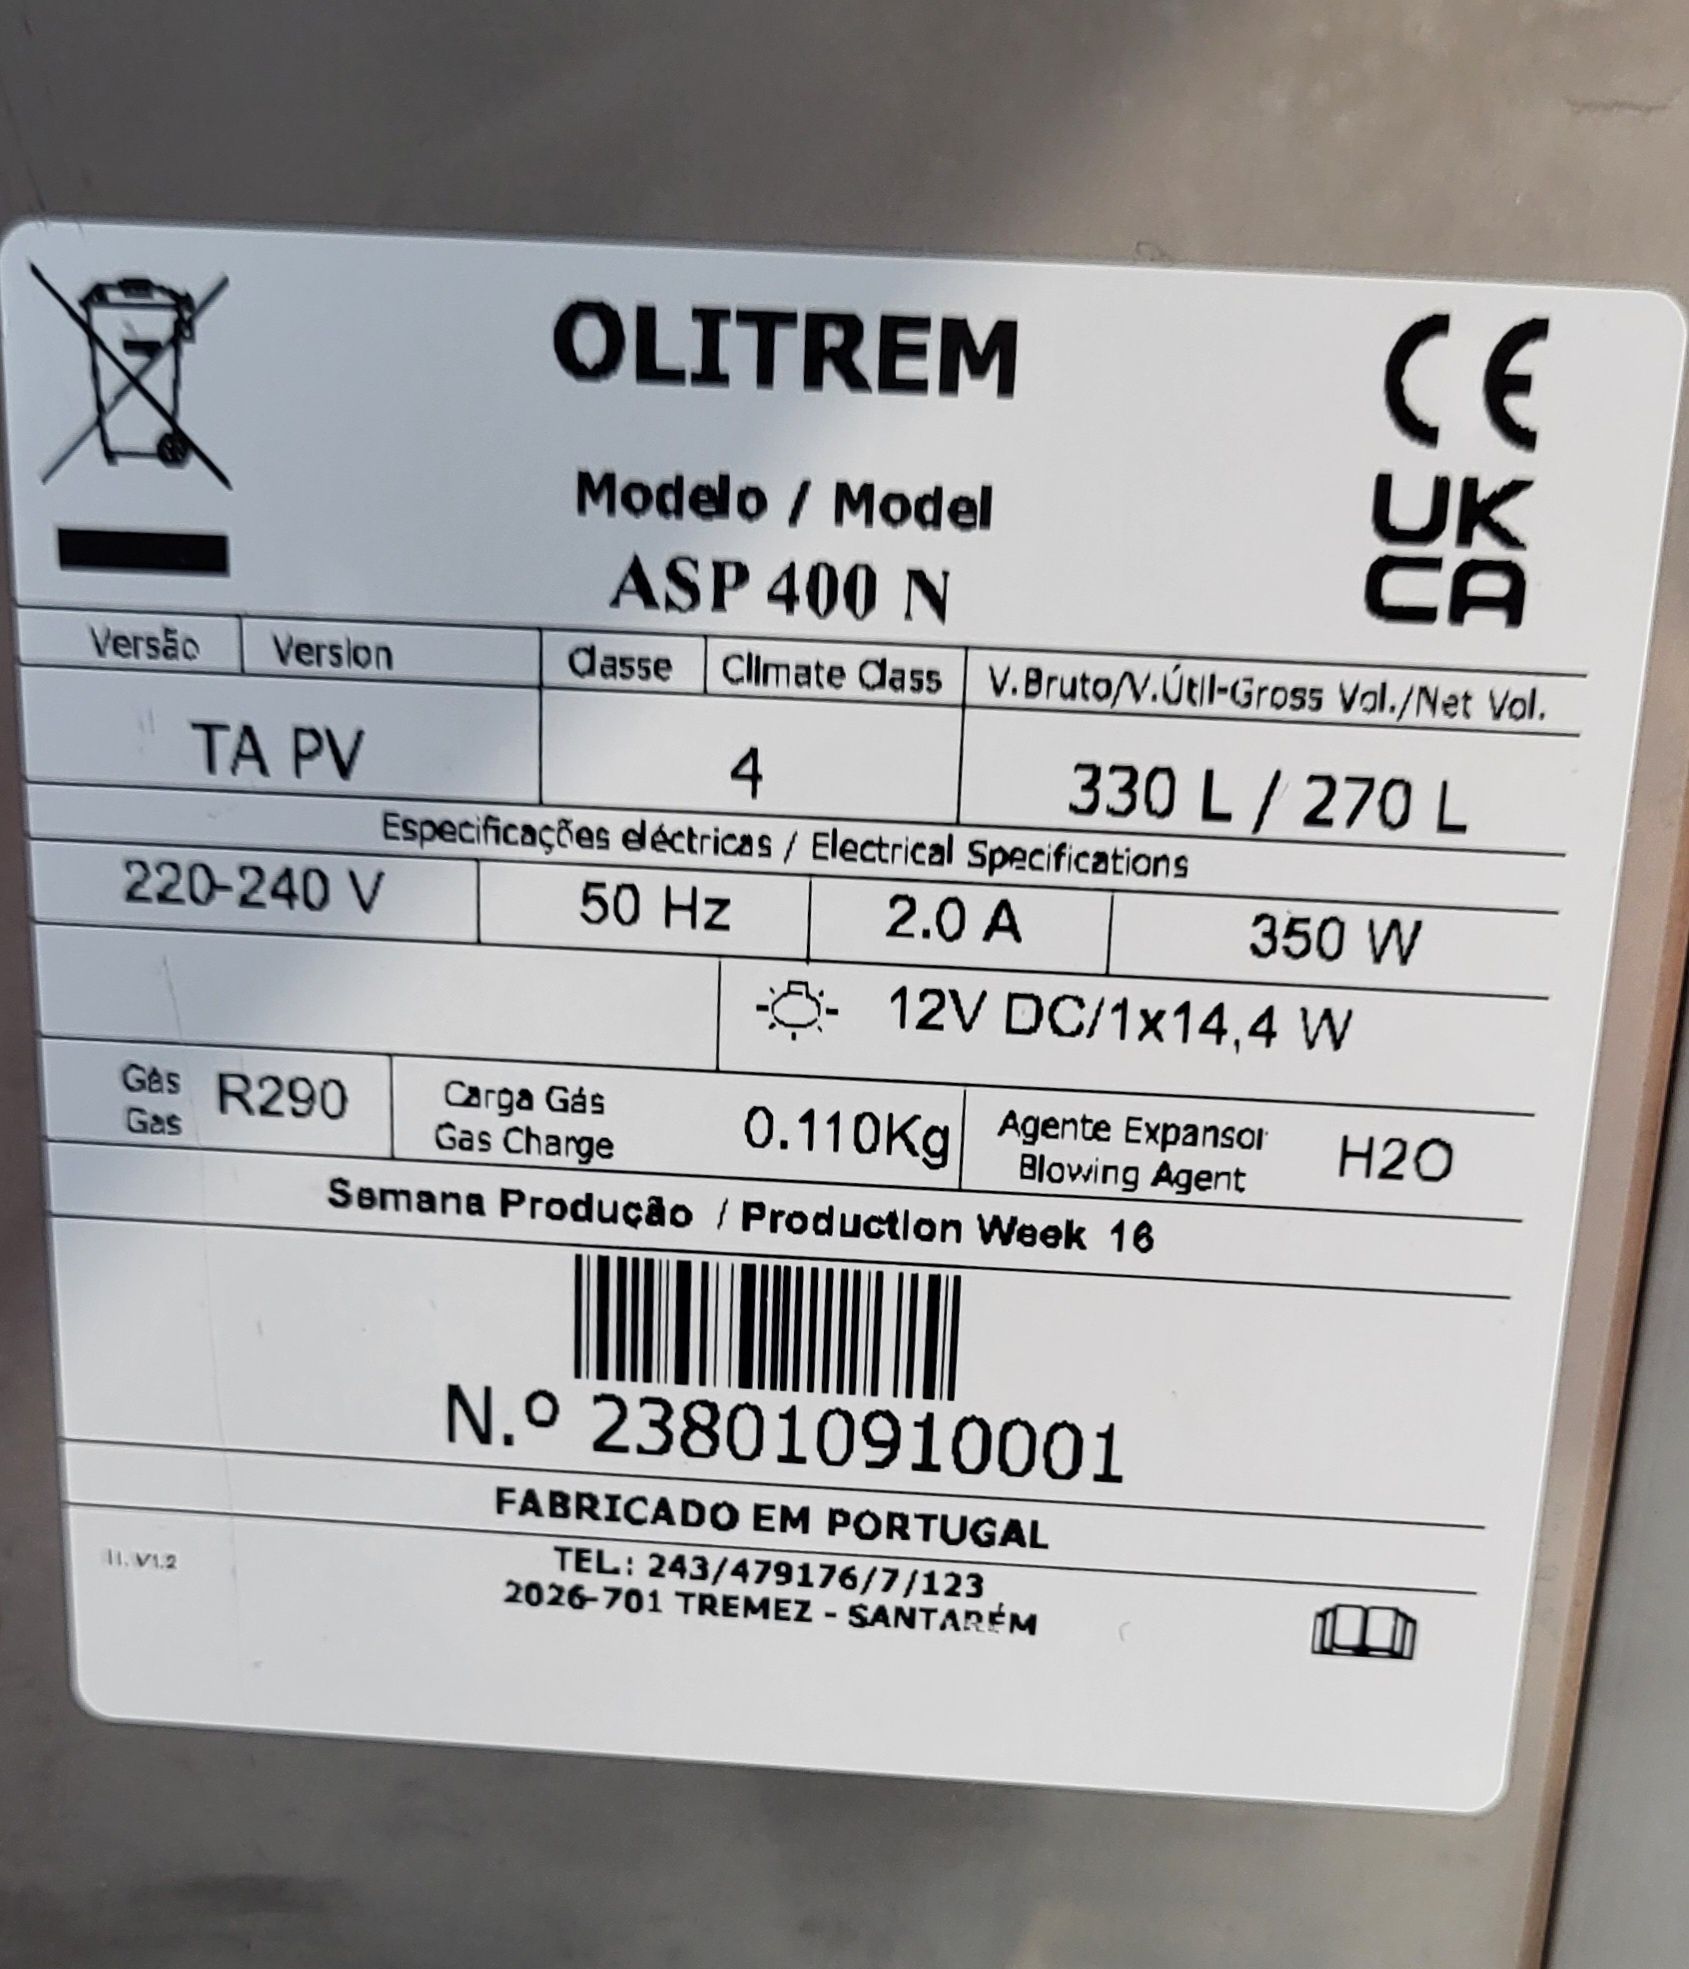 OLITREM
CE
Modelo / Model
UK
CA
ASP 400 N
Versão Version Classe Climate Class V.Bruto/V.Útil-Gross Vol./Net Vol.
TA PV 4 330 L / 270 L
Especificações eléctricas / Electrical Specifications
220-240 V 50 Hz 2.0 A 350 W
12V DC/1x14,4 W
Gás R290 Carga Gás 0.110Kg Agente Expansor H2O
Gas Gas Charge Blowing Agent
Semana Produção / Production Week 16
N.º 238010910001
FABRICADO EM PORTUGAL
TEL: 243/479176/7/123
2026-701 TREMEZ - SANTARÉM
V1.2